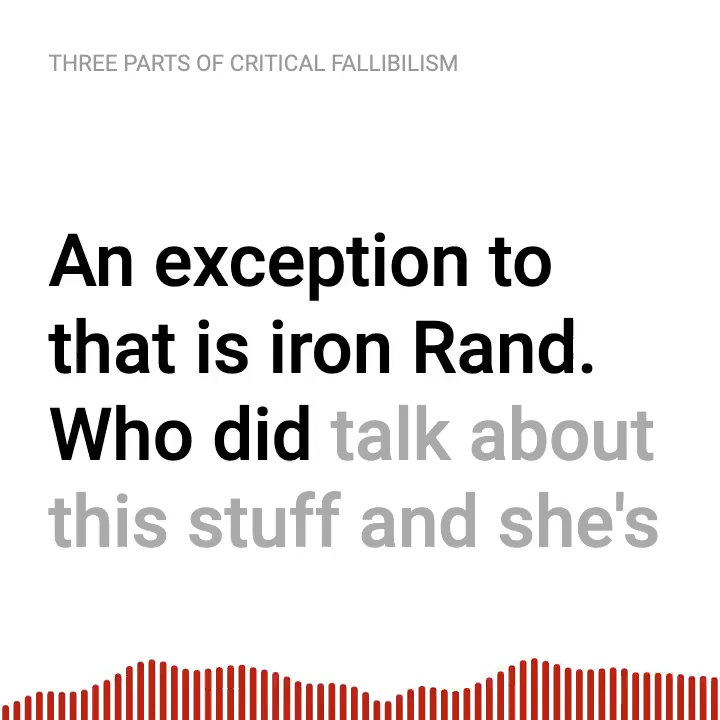 THREE PARTS OF CRITICAL FALLIBILISM
An exception to
that is iron Rand.
Who did talk about
this stuff and she's